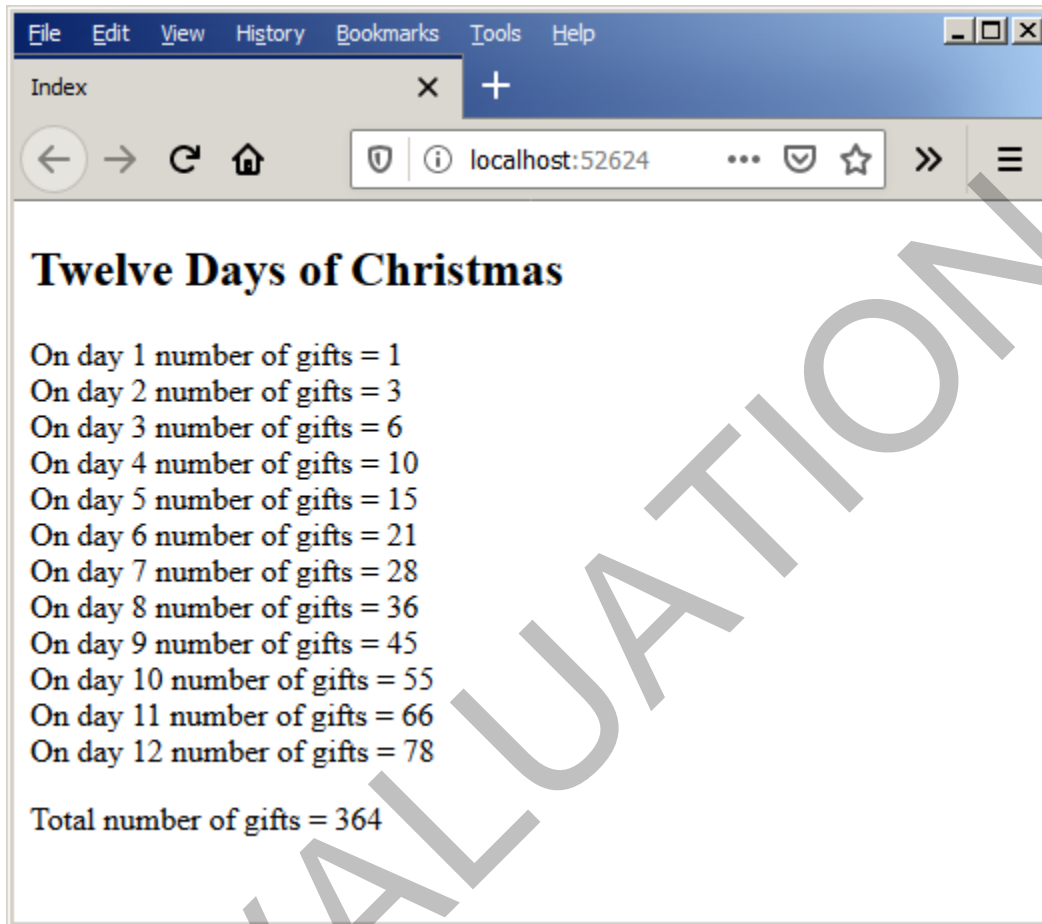 File Edit View History Bookmarks Tools Help
Index
localhost:52624
Twelve Days of Christmas
On day 1 number of gifts = 1
On day 2 number of gifts = 3
On day 3 number of gifts = 6
On day 4 number of gifts = 10
On day 5 number of gifts = 15
On day 6 number of gifts = 21
On day 7 number of gifts = 28
On day 8 number of gifts = 36
On day 9 number of gifts = 45
On day 10 number of gifts = 55
On day 11 number of gifts = 66
On day 12 number of gifts = 78
Total number of gifts = 364
VALUATION